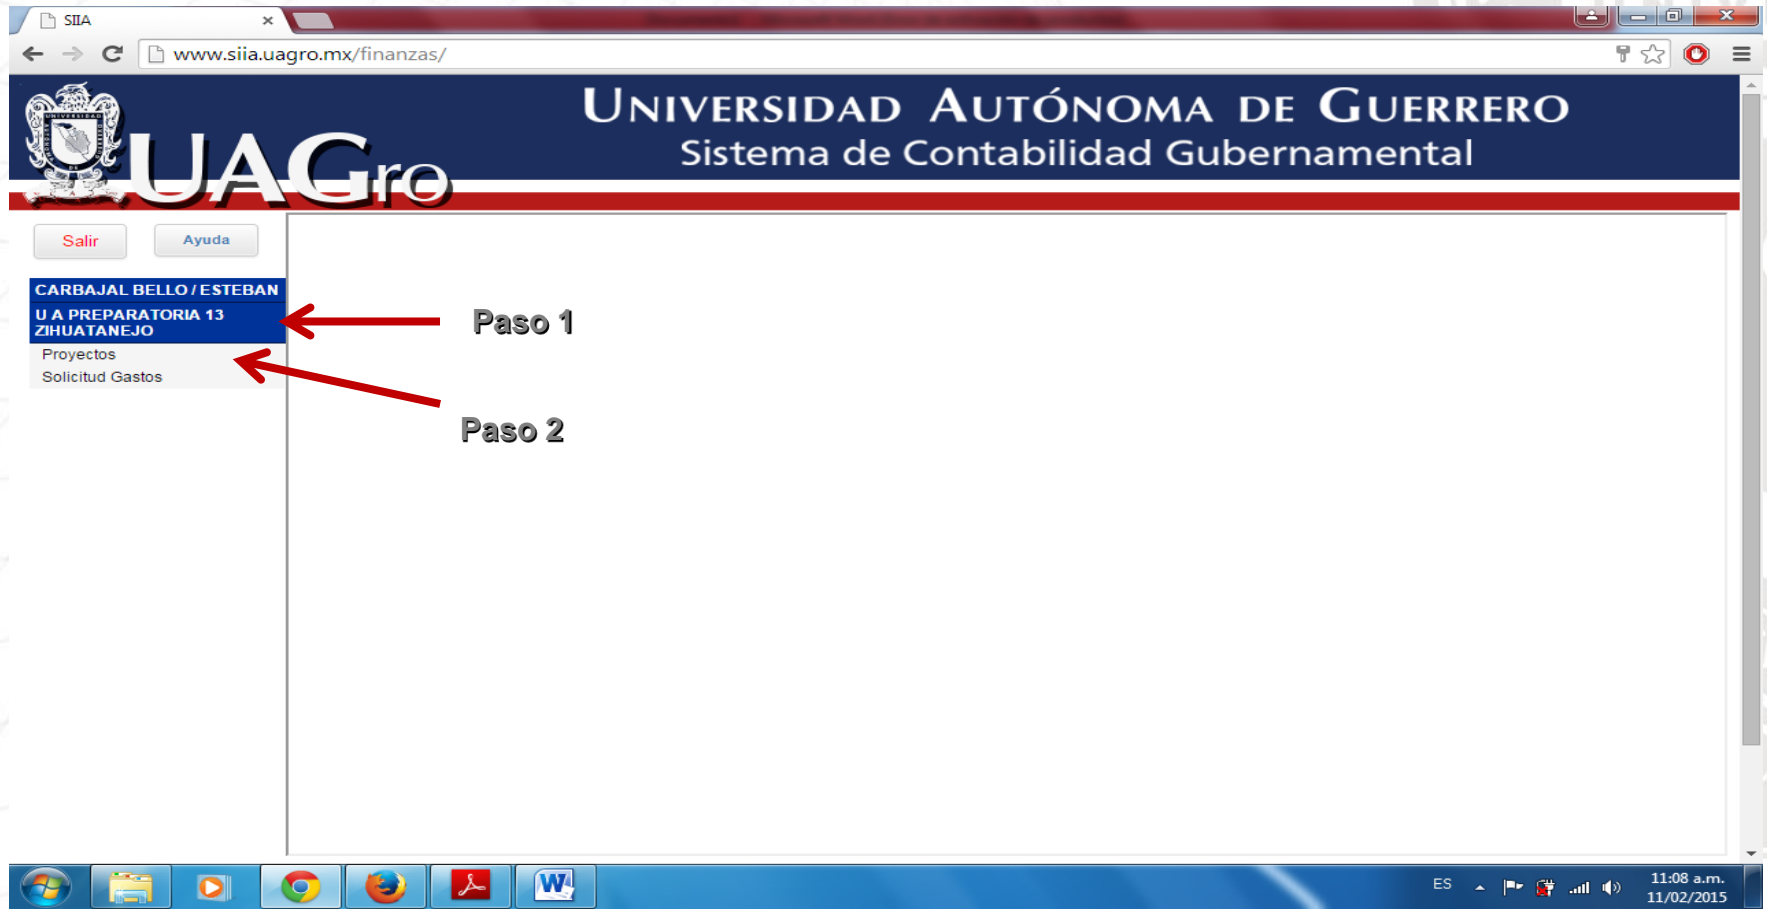 SIIA
www.siia.uagro.mx/finanzas/
UNIVERSIDAD AUTÓNOMA DE GUERRERO
Sistema de Contabilidad Gubernamental
UAGro
Salir
Ayuda
CARBAJAL BELLO / ESTEBAN
U A PREPARATORIA 13
ZIHUATANEJO
Proyectos
Solicitud Gastos
Paso 1
Paso 2
ES
11:08 a.m.
11/02/2015